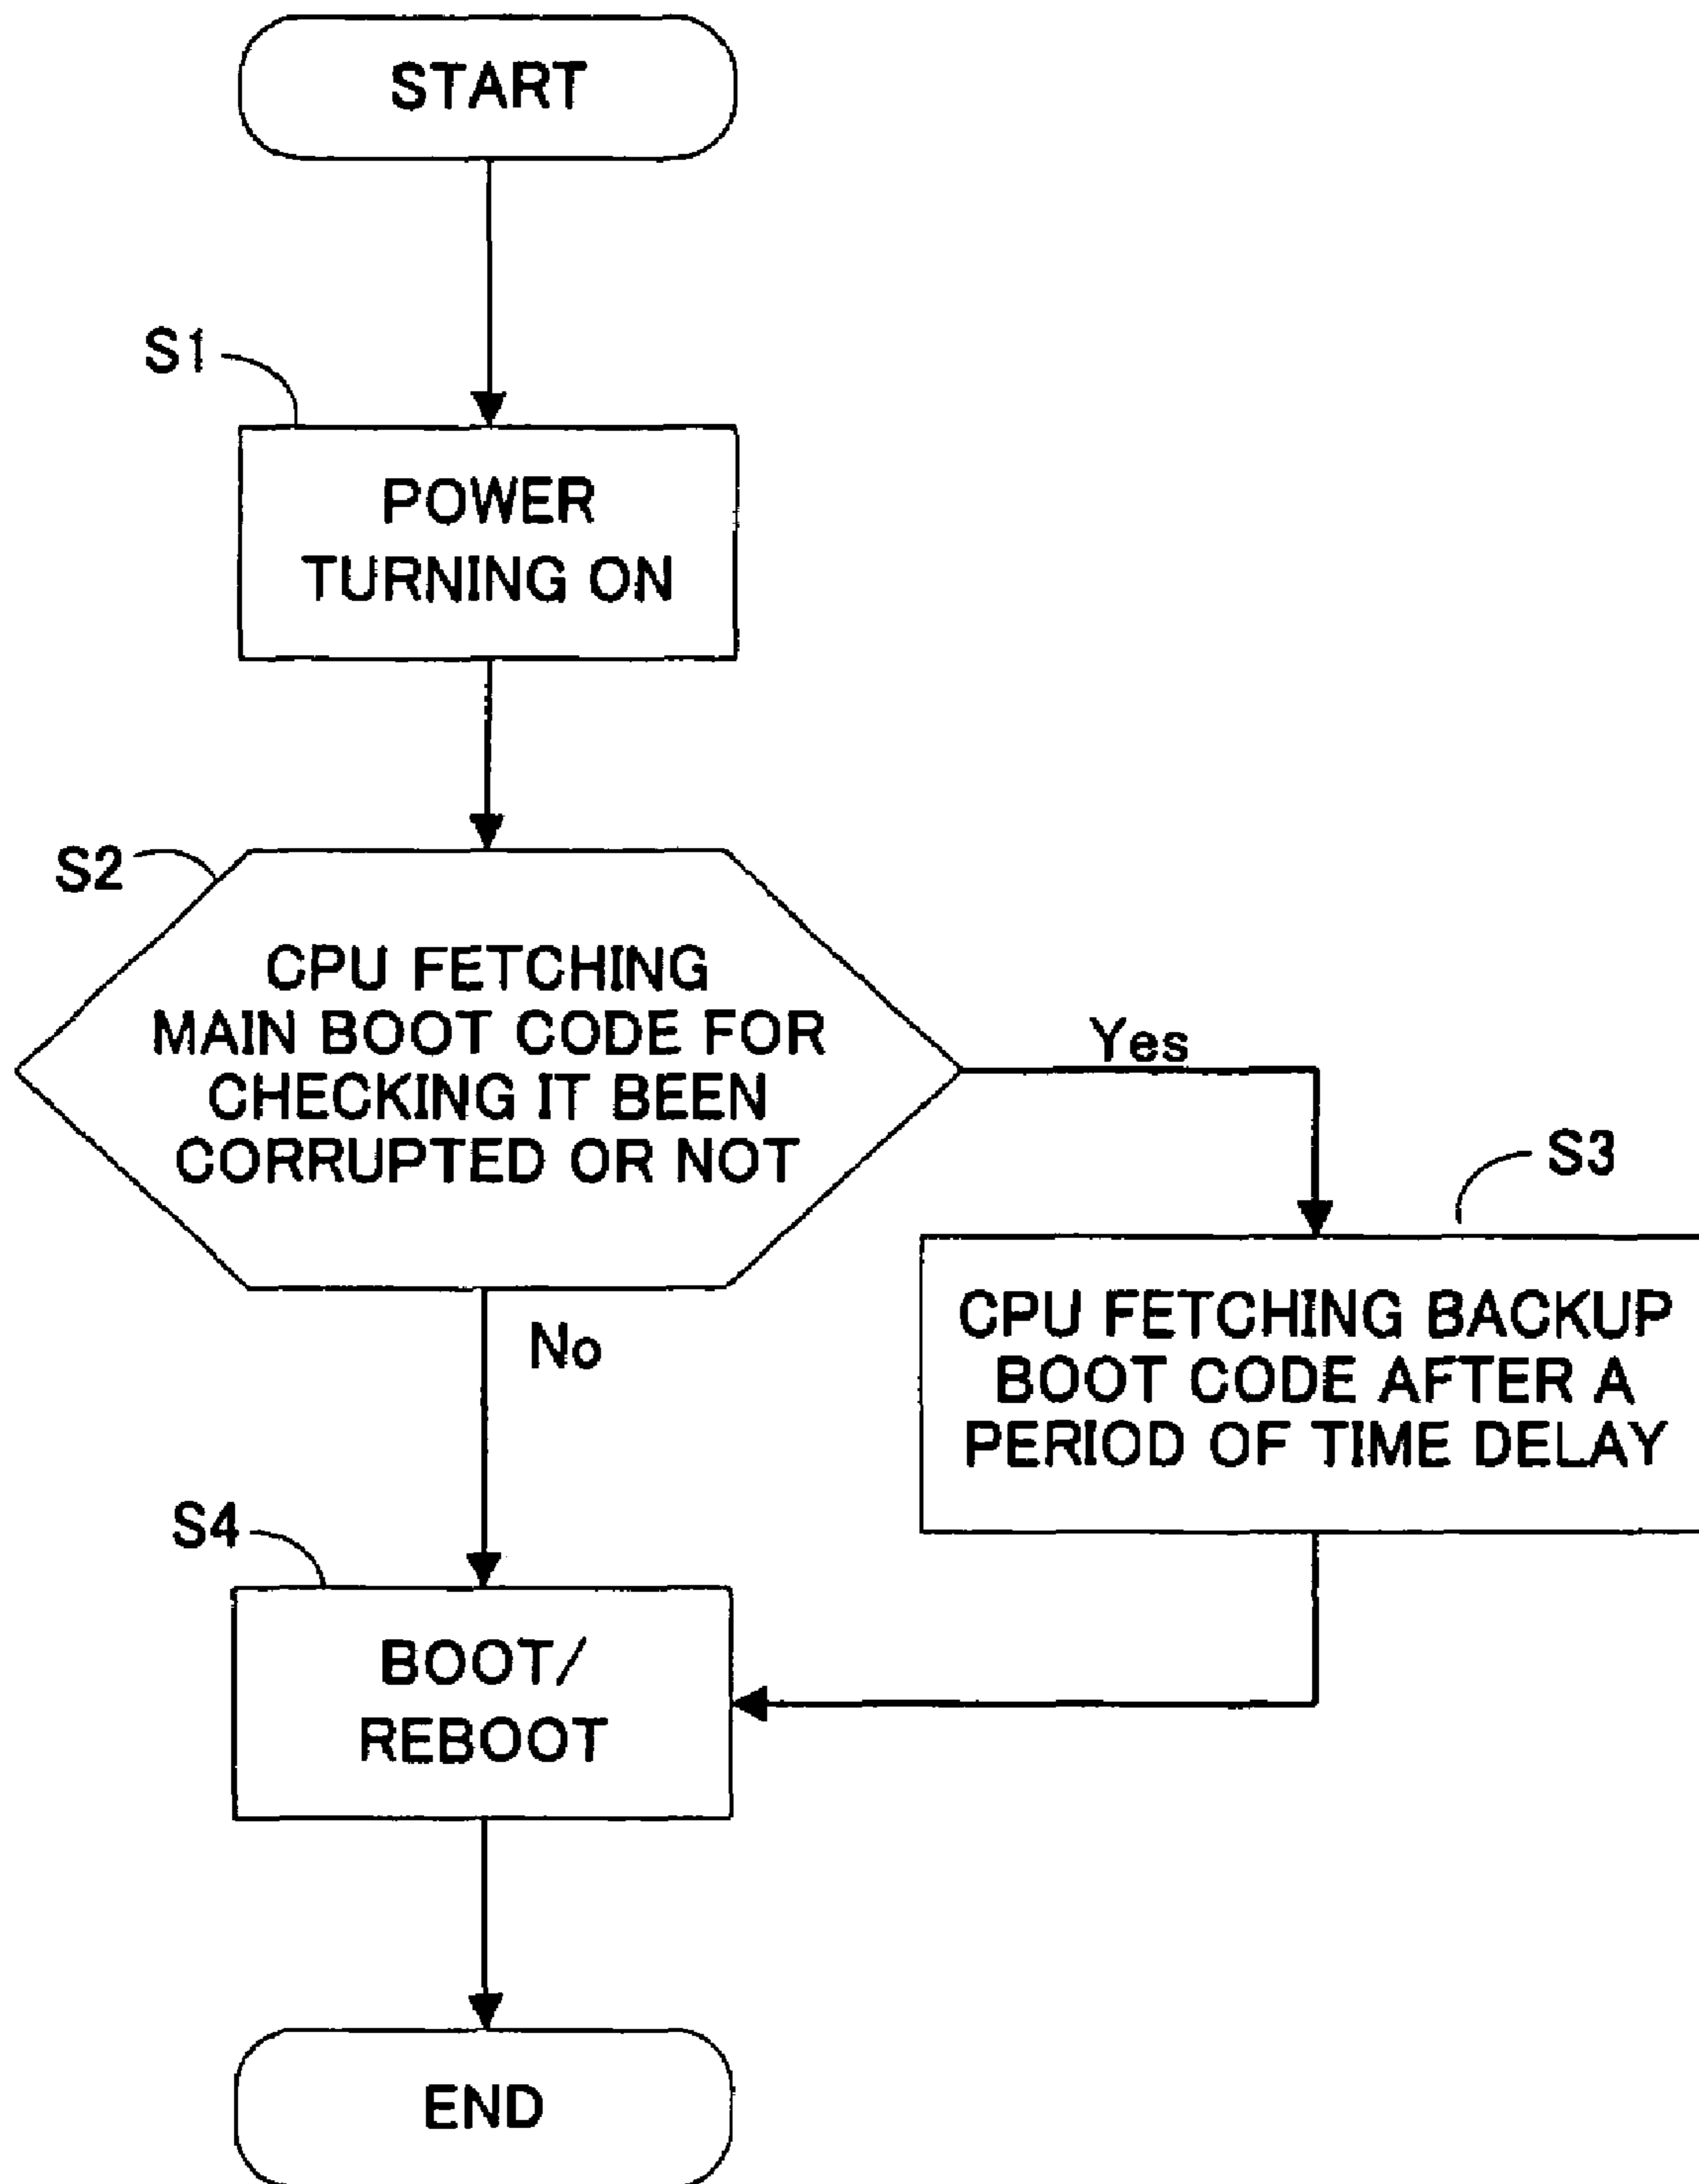 START
S1
POWER
TURNING ON
S2
CPU FETCHING
MAIN BOOT CODE FOR
CHECKING IT BEEN
CORRUPTED OR NOT
Yes
No
S3
CPU FETCHING BACKUP
BOOT CODE AFTER A
PERIOD OF TIME DELAY
S4
BOOT/
REBOOT
END